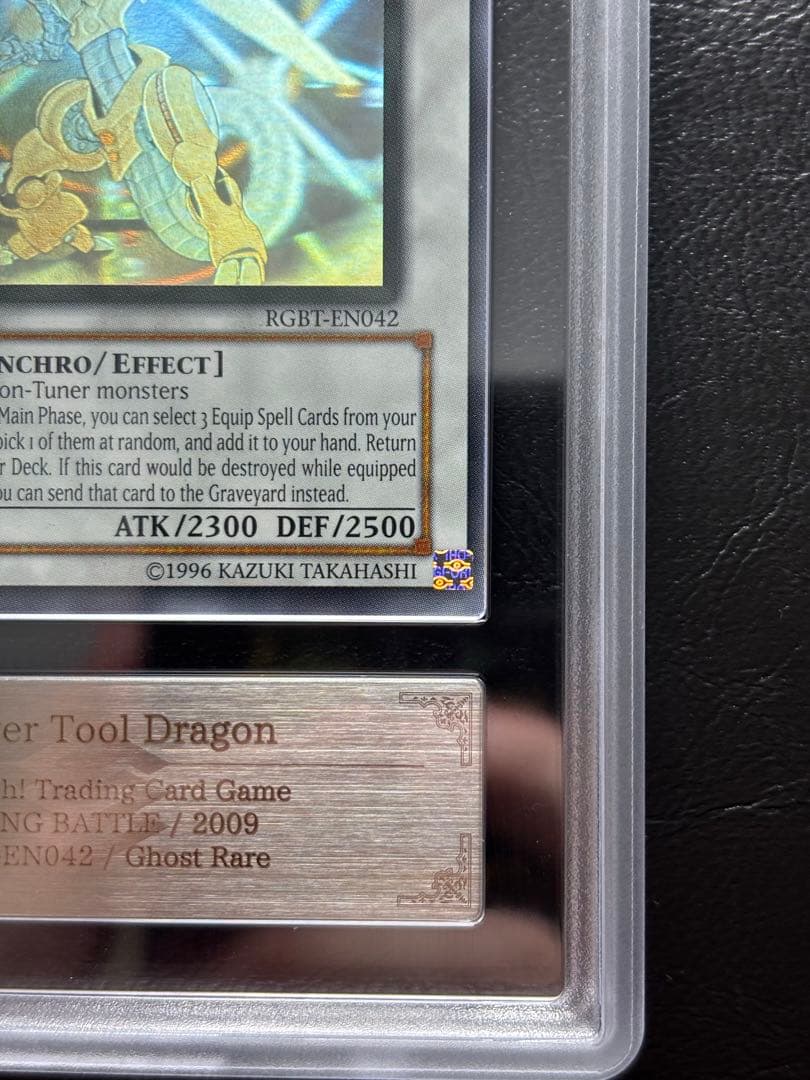 RGBT-EN042
NCHRO/EFFECT]
on-Tuner monsters
Main Phase, you can select 3 Equip Spell Cards from your
pick 1 of them at random, and add it to your hand. Return
r Deck. If this card would be destroyed while equipped
ou can send that card to the Graveyard instead.
ATK/2300 DEF/2500
©1996 KAZUKI TAKAHASHI
er Tool Dragon
h! Trading Card Game
NG BATTLE / 2009
EN042 / Ghost Rare